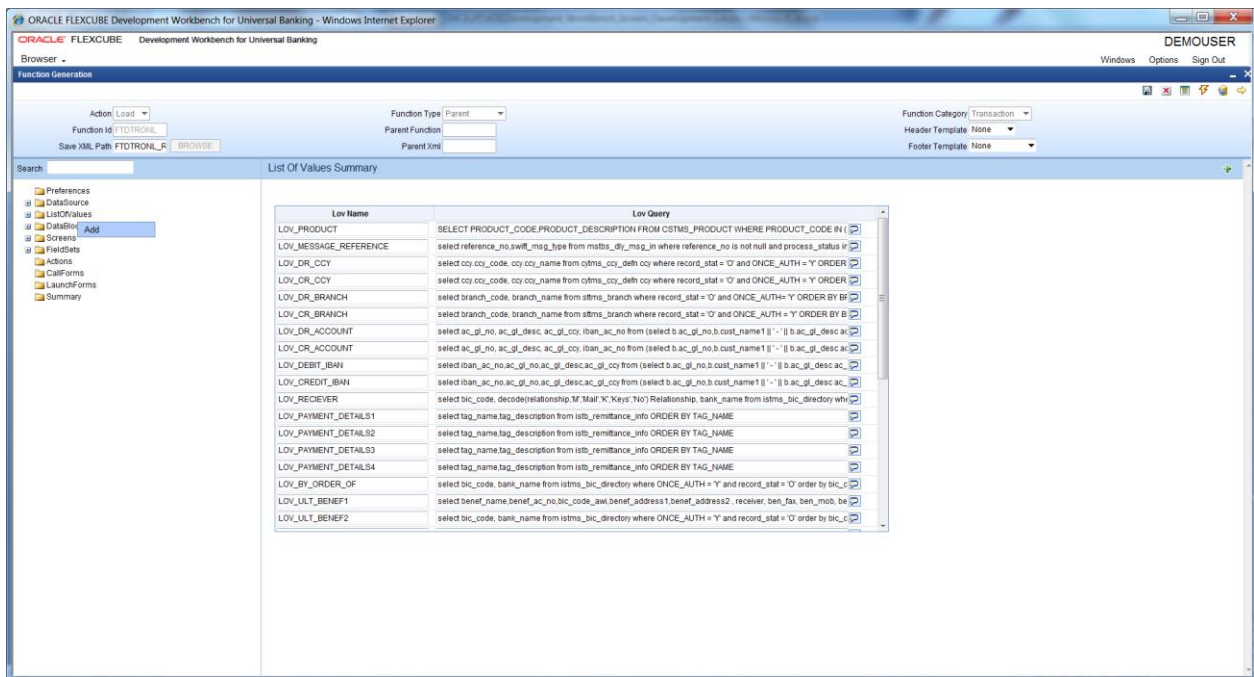 ORACLE FLEXCUBE Development Workbench for Universal Banking - Windows Internet Explorer
ORACLE FLEXCUBE Development Workbench for Universal Banking
DEMOUSER
Browser
Windows Options Sign Out
Function Generation
Action Load Function Type Parent Function Category Transaction
Function Id FTDTRONL Parent Function Header Template None
Save XML Path FTDTRONL_R BROWSE Parent Xml Footer Template None
Search
List Of Values Summary
Preferences
DataSource
ListOfValues
DataBloc
Add
Screens
FieldSets
Actions
CallForms
LaunchForms
Summary
Lov Name Lov Query
LOV_PRODUCT SELECT PRODUCT_CODE,PRODUCT_DESCRIPTION FROM CSTMS_PRODUCT WHERE PRODUCT_CODE IN (
LOV_MESSAGE_REFERENCE select reference_no,swift_msg_type from mstbs_dly_msg_in where reference_no is not null and process_status in
LOV_DR_CCY select ccy.ccy_code, ccy.ccy_name from cytms_ccy_defn ccy where record_stat = 'O' and ONCE_AUTH = 'Y' ORDER
LOV_CR_CCY select ccy.ccy_code, ccy.ccy_name from cytms_ccy_defn ccy where record_stat = 'O' and ONCE_AUTH = 'Y' ORDER
LOV_DR_BRANCH select branch_code, branch_name from sttms_branch where record_stat = 'O' and ONCE_AUTH= 'Y' ORDER BY BR
LOV_CR_BRANCH select branch_code, branch_name from sttms_branch where record_stat = 'O' and ONCE_AUTH = 'Y' ORDER BY B
LOV_DR_ACCOUNT select ac_gl_no, ac_gl_desc, ac_gl_ccy, iban_ac_no from (select b.ac_gl_no,b.cust_name1 || ' - ' || b.ac_gl_desc ac
LOV_CR_ACCOUNT select ac_gl_no, ac_gl_desc, ac_gl_ccy, iban_ac_no from (select b.ac_gl_no,b.cust_name1 || ' - ' || b.ac_gl_desc ac
LOV_DEBIT_IBAN select iban_ac_no,ac_gl_no,ac_gl_desc,ac_gl_ccy from (select b.ac_gl_no,b.cust_name1 || ' - ' || b.ac_gl_desc ac_
LOV_CREDIT_IBAN select iban_ac_no,ac_gl_no,ac_gl_desc,ac_gl_ccy from (select b.ac_gl_no,b.cust_name1 || ' - ' || b.ac_gl_desc ac_
LOV_RECIEVER select bic_code, decode(relationship,'M','Mail','K','Keys','No') Relationship, bank_name from istms_bic_directory whe
LOV_PAYMENT_DETAILS1 select tag_name,tag_description from istb_remittance_info ORDER BY TAG_NAME
LOV_PAYMENT_DETAILS2 select tag_name,tag_description from istb_remittance_info ORDER BY TAG_NAME
LOV_PAYMENT_DETAILS3 select tag_name,tag_description from istb_remittance_info ORDER BY TAG_NAME
LOV_PAYMENT_DETAILS4 select tag_name,tag_description from istb_remittance_info ORDER BY TAG_NAME
LOV_BY_ORDER_OF select bic_code, bank_name from istms_bic_directory where ONCE_AUTH = 'Y' and record_stat = 'O' order by bic_c
LOV_ULT_BENEF1 select benef_name,benef_ac_no,bic_code_awi,benef_address1,benef_address2 , receiver, ben_fax, ben_mob, be
LOV_ULT_BENEF2 select bic_code, bank_name from istms_bic_directory where ONCE_AUTH = 'Y' and record_stat = 'O' order by bic_c